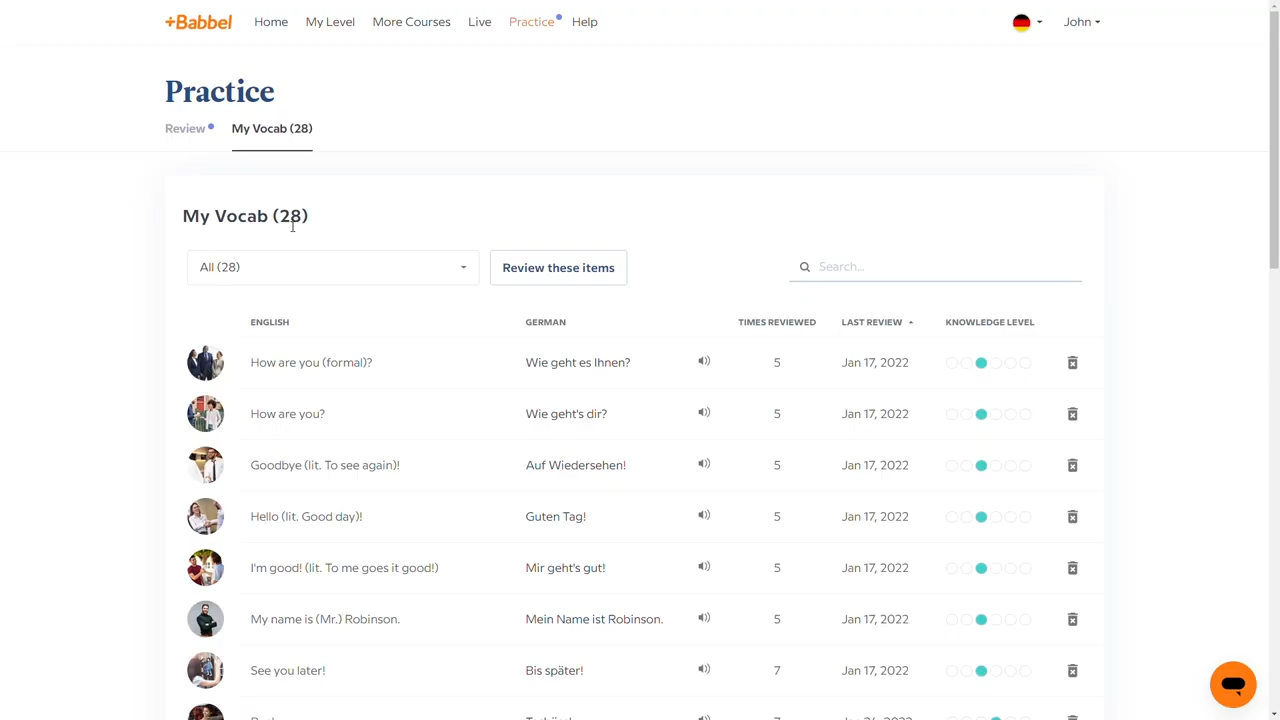 +Babbel Home My Level More Courses Live Practice Help John
Practice
Review My Vocab (28)
My Vocab (28)
All (28) Review these items Search...
ENGLISH GERMAN TIMES REVIEWED LAST REVIEW KNOWLEDGE LEVEL
How are you (formal)? Wie geht es Ihnen? 5 Jan 17, 2022
How are you? Wie geht's dir? 5 Jan 17, 2022
Goodbye (lit. To see again)! Auf Wiedersehen! 5 Jan 17, 2022
Hello (lit. Good day)! Guten Tag! 5 Jan 17, 2022
I'm good! (lit. To me goes it good!) Mir geht's gut! 5 Jan 17, 2022
My name is (Mr.) Robinson. Mein Name ist Robinson. 5 Jan 17, 2022
See you later! Bis später! 7 Jan 17, 2022